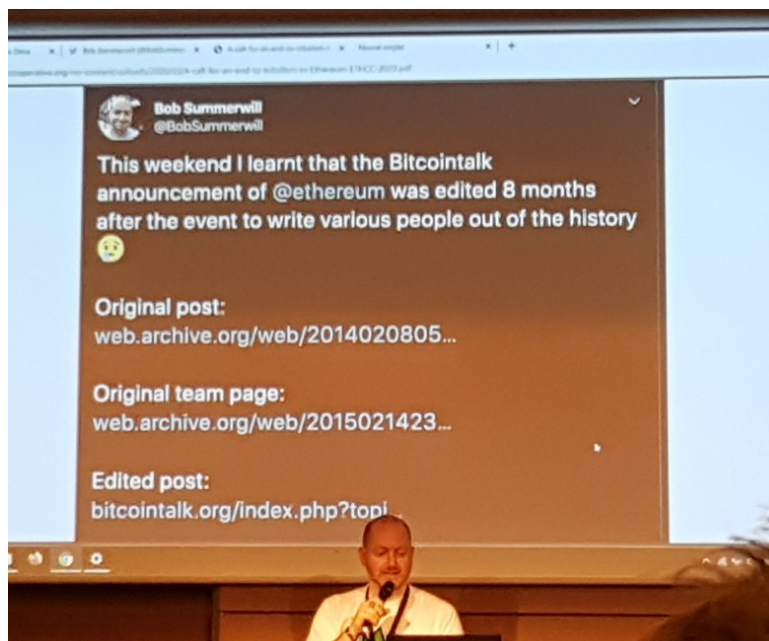 Bob Summerwill
@BobSummerwill
This weekend I learnt that the Bitcointalk
announcement of @ethereum was edited 8 months
after the event to write various people out of the history
Original post:
web.archive.org/web/2014020805...
Original team page:
web.archive.org/web/2015021423...
Edited post:
bitcointalk.org/index.php?topi...